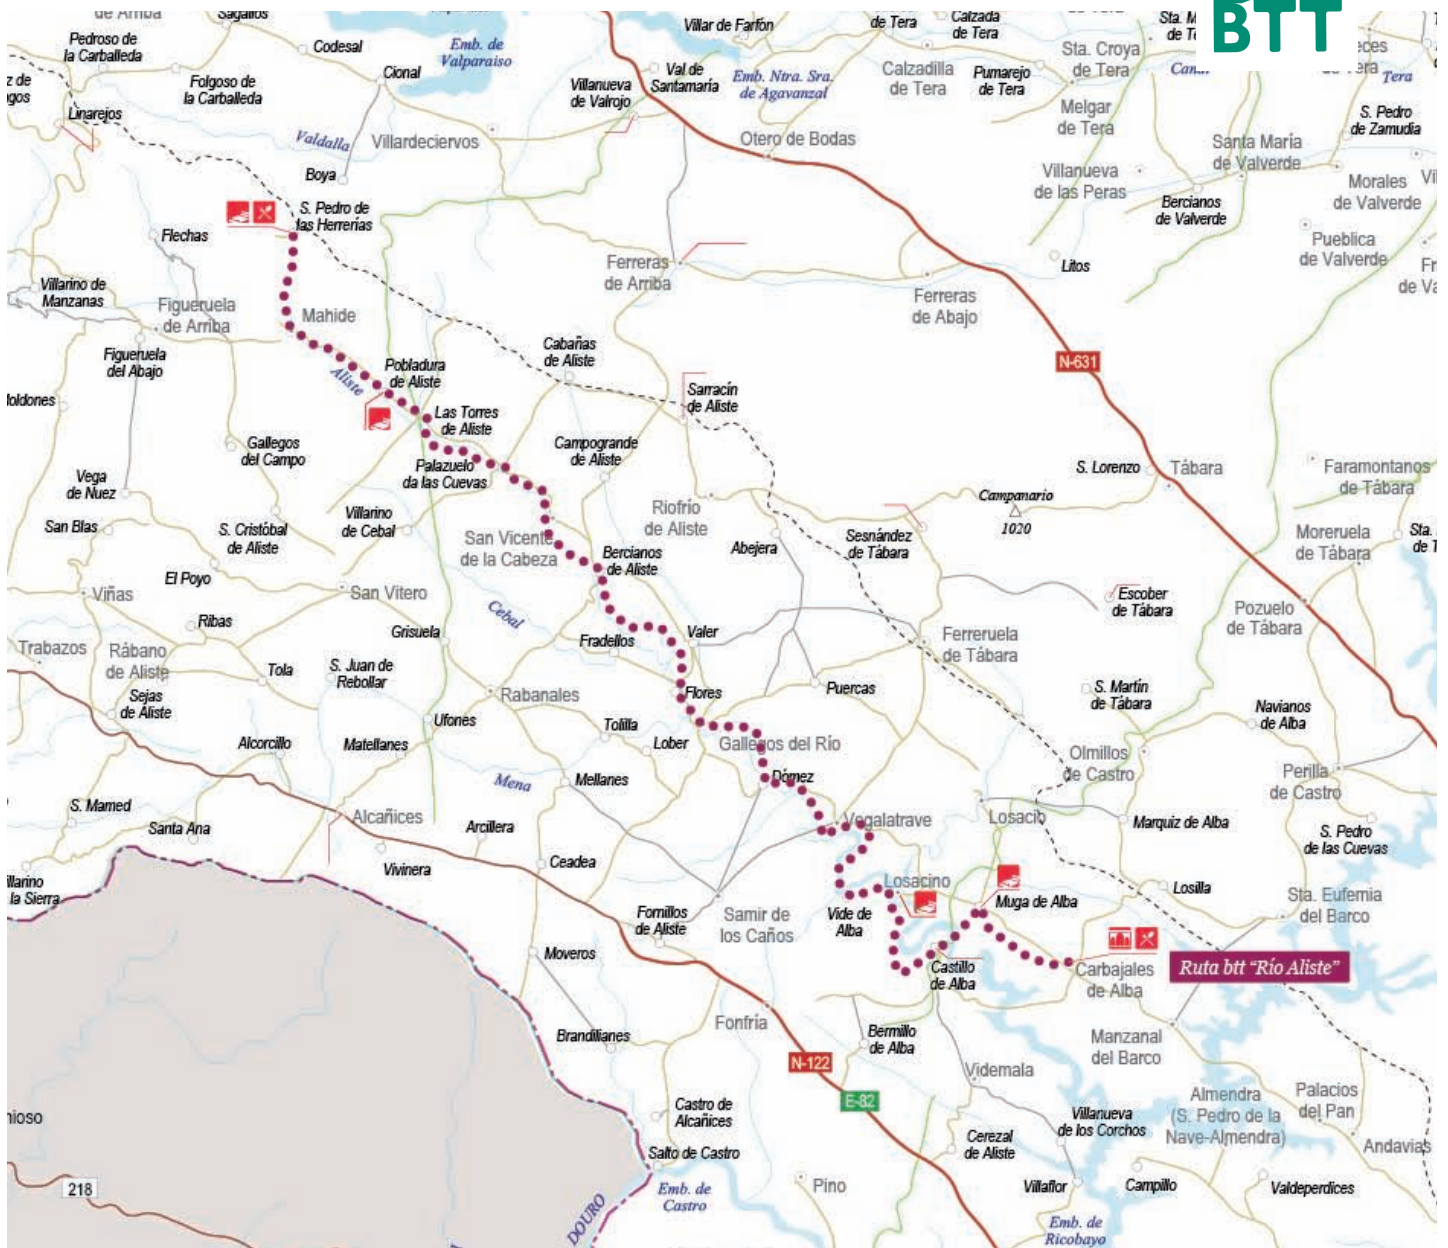 de Arriba
Sagallos
Villar de Farfón
de Tera
Calzada
de Tera
BTT
Pedroso de
la Carballeda
Codesal
Emb. de
Valparaiso
Cional
Folgoso de
la Carballeda
Linarejos
Villanueva
de Valrojo
Val de
Santamaría
Emb. Ntra. Sra.
de Agavanzal
Calzadilla
de Tera
Pumarejo
de Tera
Sta. Croya
de Tera
Melgar
de Tera
Tera
S. Pedro
de Zamudia
Valdalla
Villardeciervos
Boya
Otero de Bodas
Villanueva
de las Peras
Santa María
de Valverde
Bercianos
de Valverde
Morales
de Valverde
Pueblica
de Valverde
S. Pedro de
las Herrerías
Flechas
Ferreras
de Arriba
Litos
Villarino de
Manzanas
Figueruela
de Arriba
Mahide
Ferreras
de Abajo
Figueruela
del Abajo
Pobladura
de Aliste
Aliste
Cabañas
de Aliste
N-631
Sarracín
de Aliste
Las Torres
de Aliste
Gallegos
del Campo
Palazuelo
da las Cuevas
Campogrande
de Aliste
S. Lorenzo
Tábara
Faramontanos
de Tábara
Vega
de Nuez
San Blas
S. Cristóbal
de Aliste
Villarino
de Cebal
San Vicente
de la Cabeza
Riofrío
de Aliste
Abejera
Sesnández
de Tábara
Campanario
1020
Moreruela
de Tábara
El Poyo
Bercianos
de Aliste
Viñas
San Vitero
Escober
de Tábara
Pozuelo
de Tábara
Ribas
Grisuela
Cebal
Fradellos
Valer
Ferreruela
de Tábara
Trabazos
Rábano
de Aliste
Tola
S. Juan de
Rebollar
Rabanales
Flores
Puercas
S. Martín
de Tábara
Sejas
de Aliste
Ufones
Tolilla
Lober
Navianos
de Alba
Alcorcillo
Matellanes
Gallegos del Río
Olmillos
de Castro
Mena
Mellanes
Dómez
Perilla
de Castro
S. Mamed
Santa Ana
Alcañices
Arcillera
Vegalatrave
Losacio
Marquiz de Alba
S. Pedro
de las Cuevas
Vivinera
Ceadea
Losacino
Losilla
la Sierra
Fornillos
de Aliste
Samir de
los Caños
Vide de
Alba
Muga de Alba
Sta. Eufemia
del Barco
Moveros
Castillo
de Alba
Carbajales
de Alba
Ruta btt “Río Aliste”
Fonfría
Brandilianes
Bermillo
de Alba
Manzanal
del Barco
N-122
Videmala
E-82
Castro de
Alcañices
Villanueva
de los Corchos
Almendra
(S. Pedro de la
Nave-Almendra)
Palacios
del Pan
Andavias
Salto de Castro
Cerezal
de Aliste
218
Emb. de
Castro
Pino
Villaflor
Campillo
Valdeperdices
DOURO
Emb. de
Ricobayo